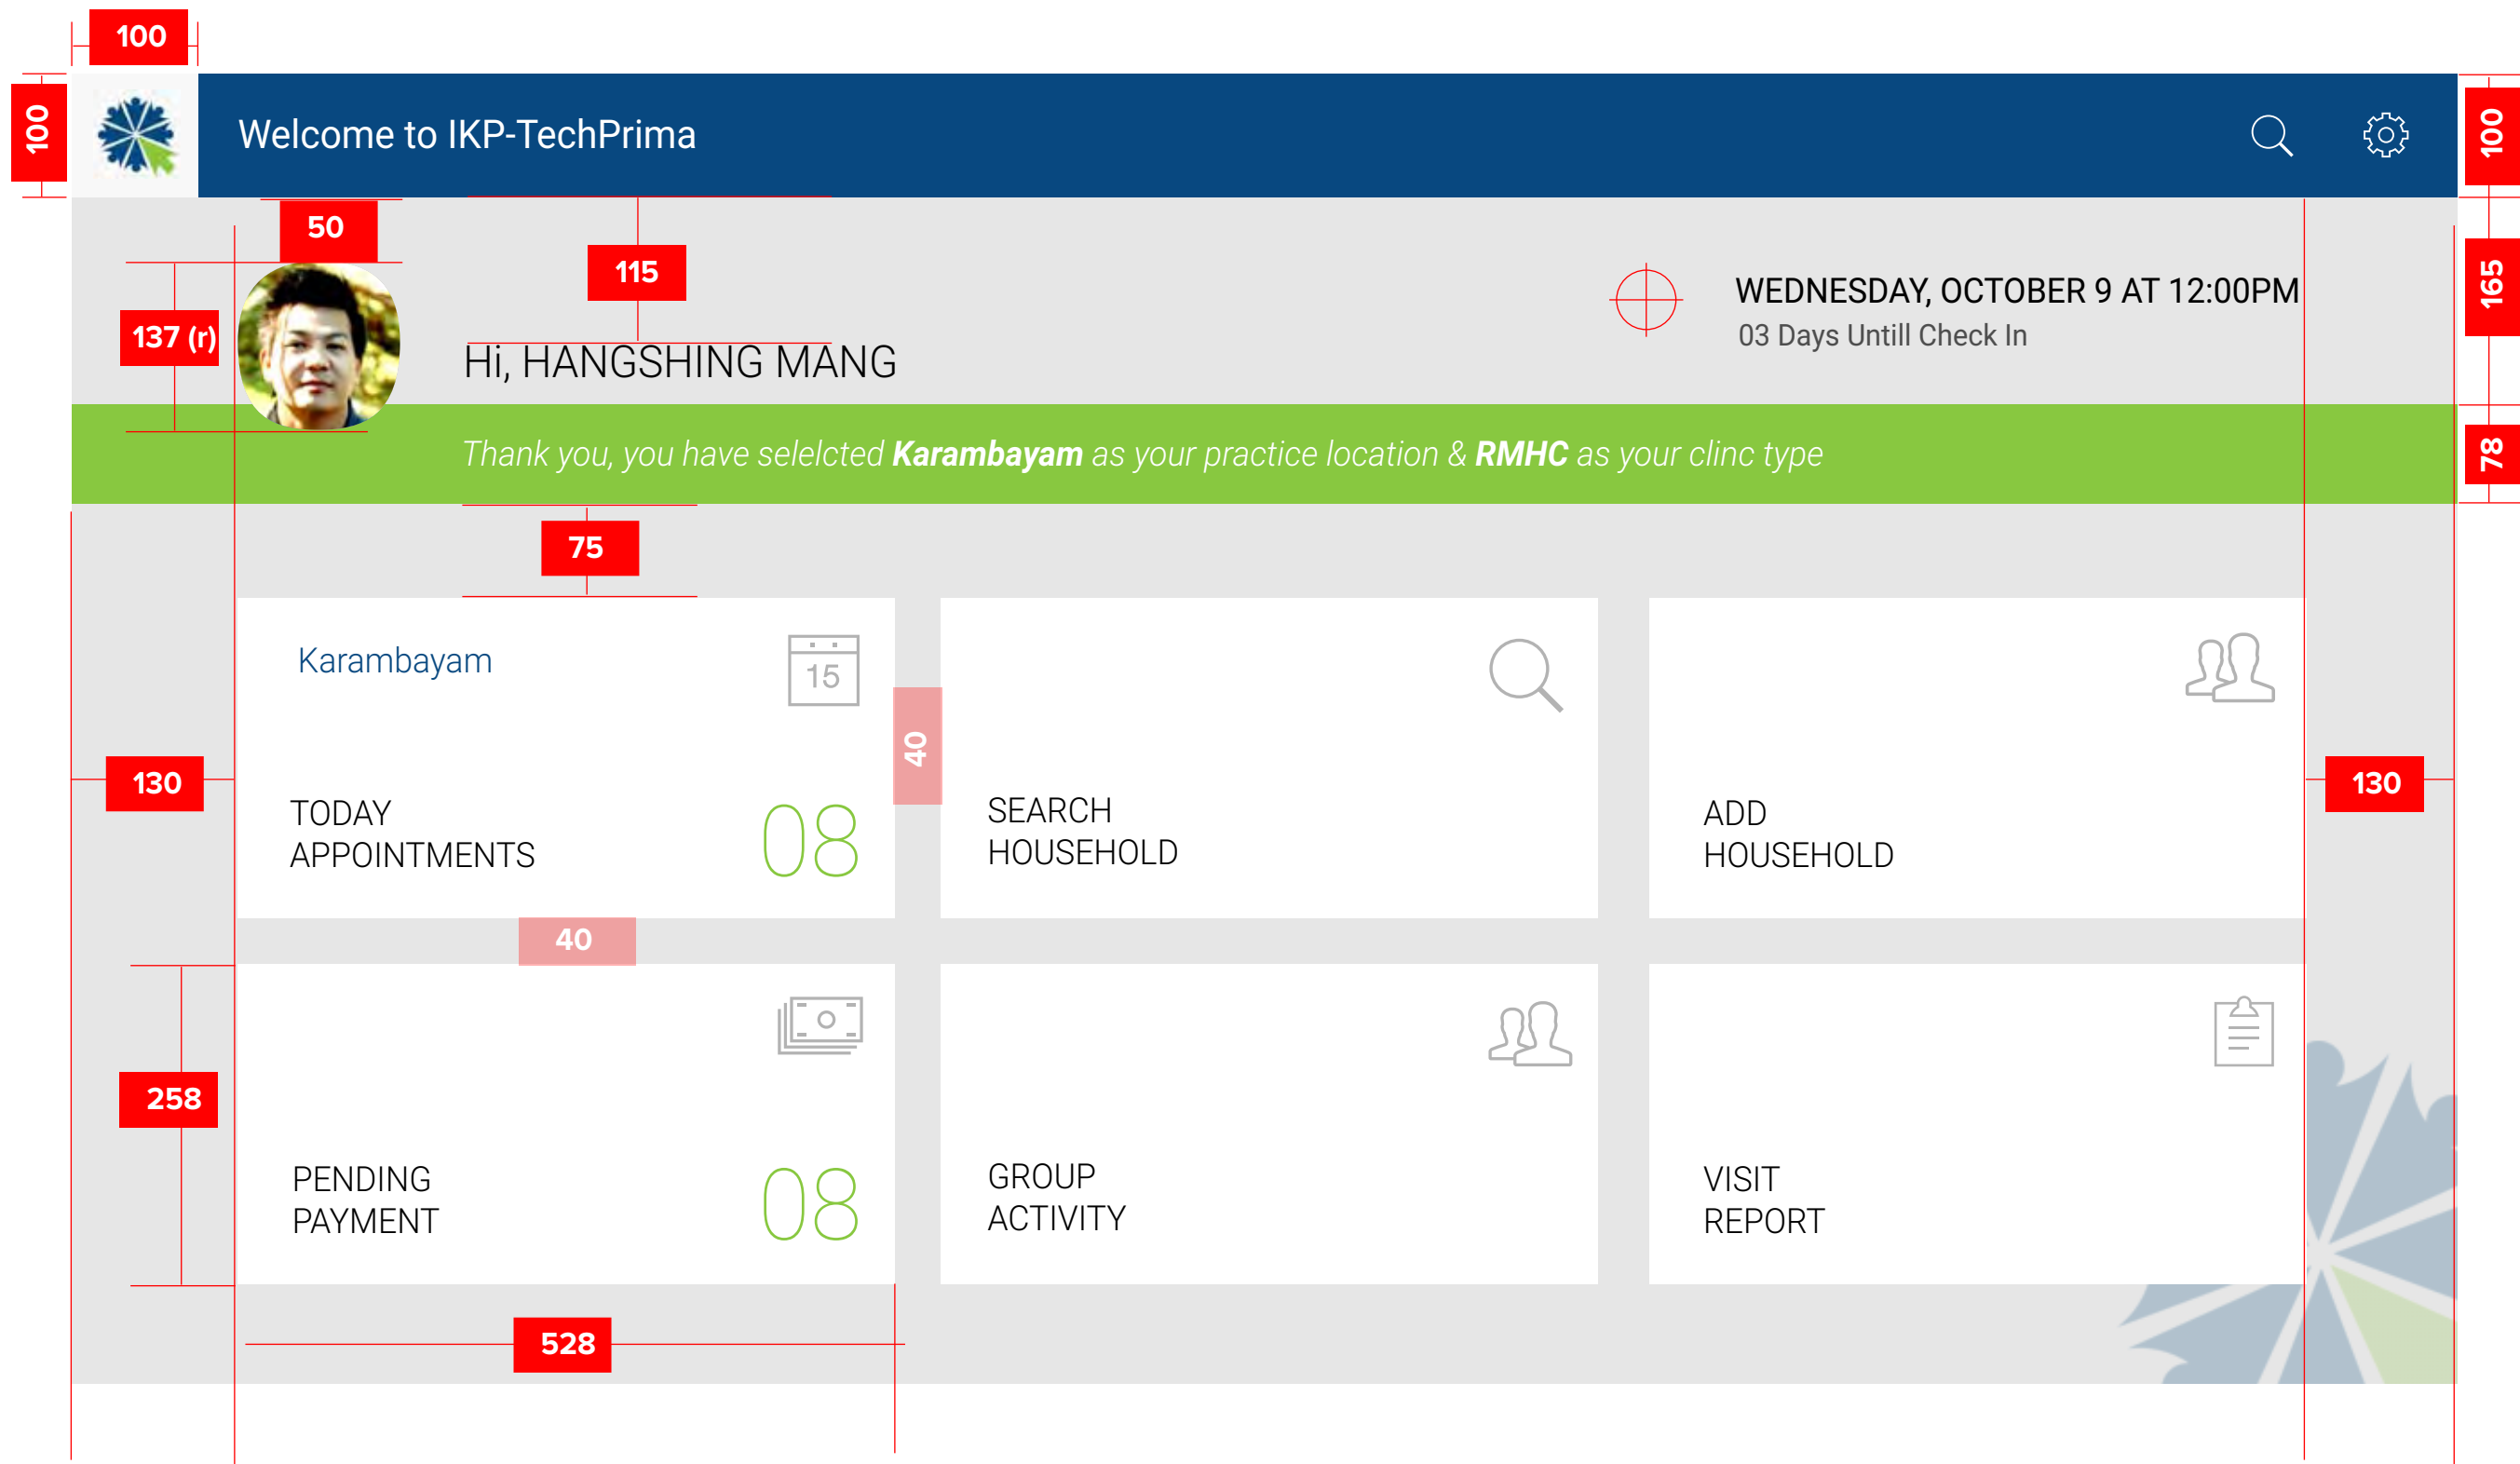 100
100
Welcome to IKP-TechPrima
100
50
115
165
137 (r)
WEDNESDAY, OCTOBER 9 AT 12:00PM
03 Days Untill Check In
Hi, HANGSHING MANG
Thank you, you have selelcted Karambayam as your practice location & RMHC as your clinc type
78
75
Karambayam
15
40
130
130
TODAY
APPOINTMENTS
08
SEARCH
HOUSEHOLD
ADD
HOUSEHOLD
40
258
PENDING
PAYMENT
08
GROUP
ACTIVITY
VISIT
REPORT
528